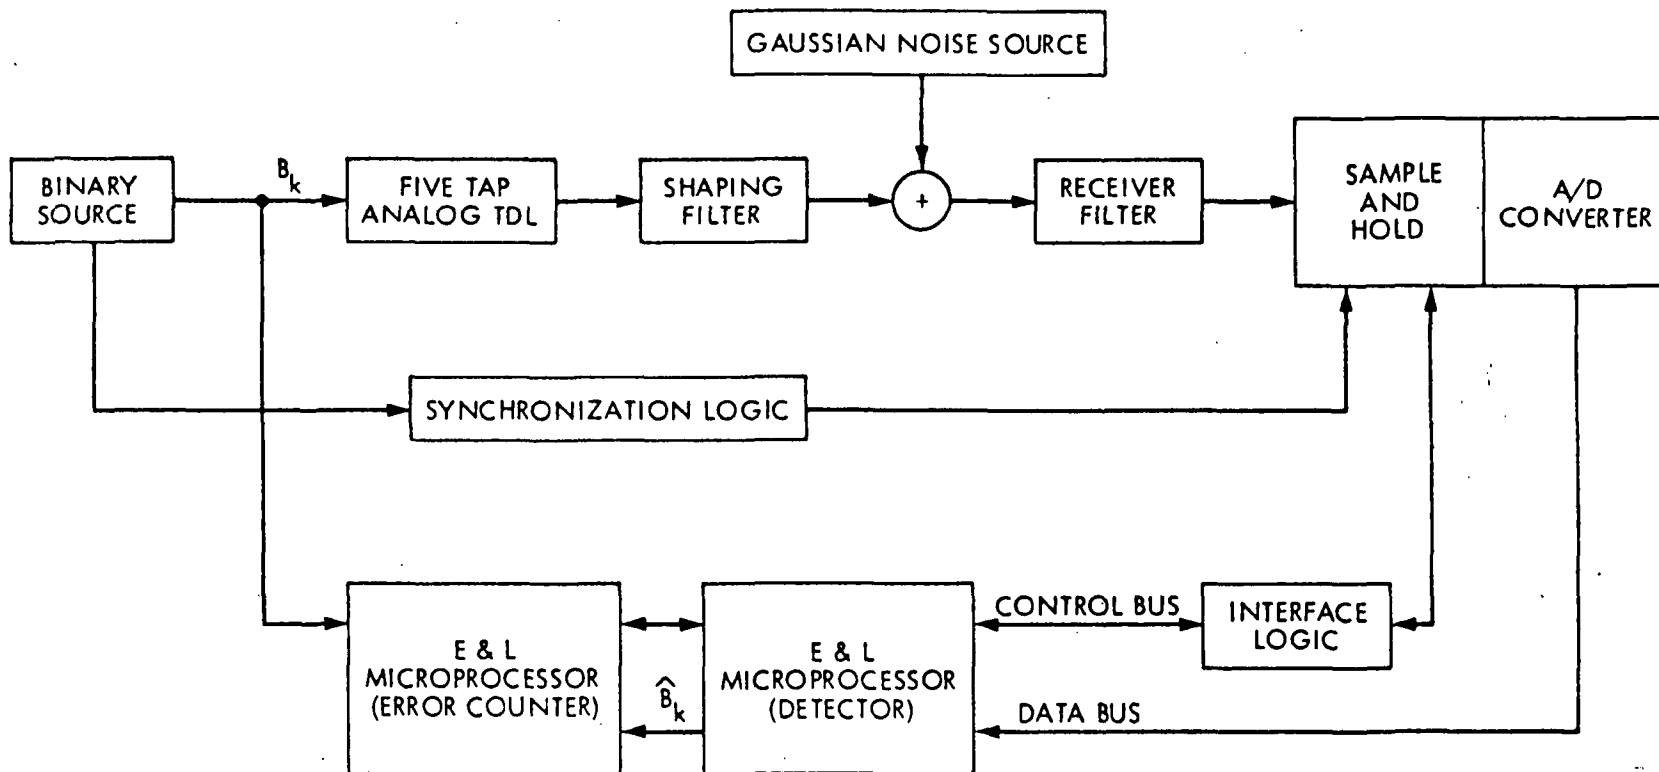 GAUSSIAN NOISE SOURCE
BINARY
SOURCE
B_k
FIVE TAP
ANALOG TDL
SHAPING
FILTER
+
RECEIVER
FILTER
SAMPLE
AND
HOLD
A/D
CONVERTER
SYNCHRONIZATION LOGIC
E & L
MICROPROCESSOR
(ERROR COUNTER)
B̂_k
E & L
MICROPROCESSOR
(DETECTOR)
CONTROL BUS
INTERFACE
LOGIC
DATA BUS